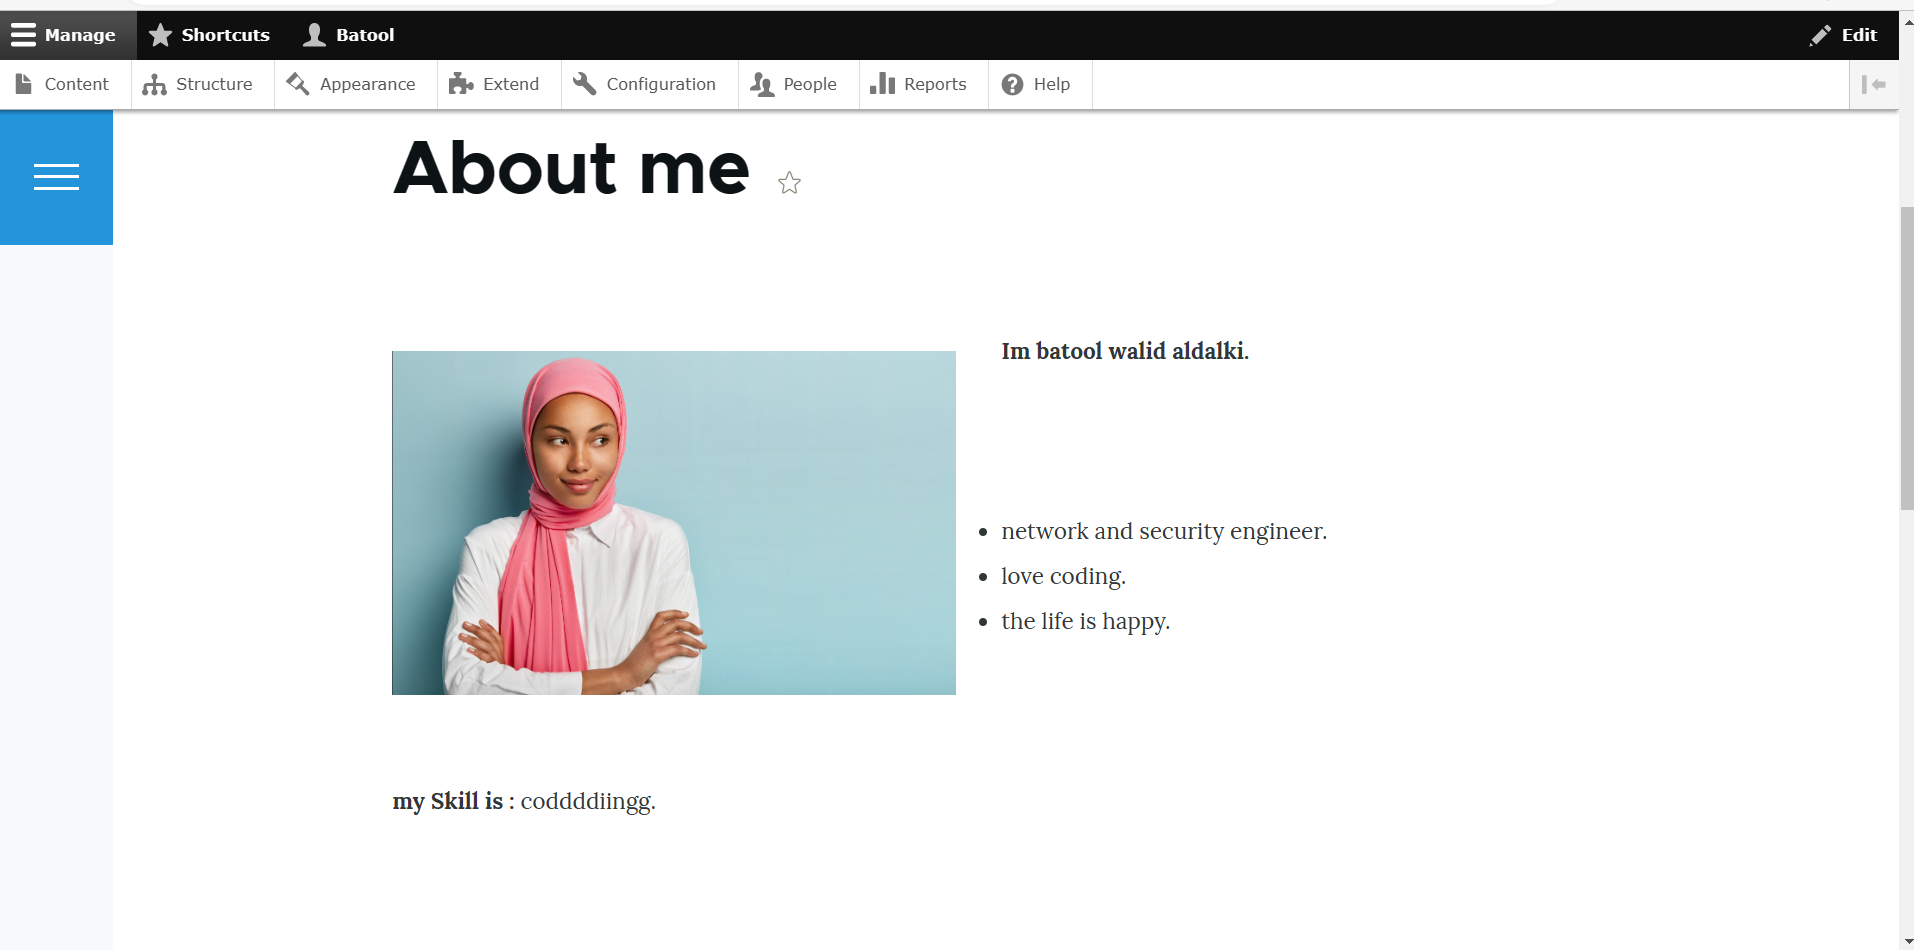 Manage Shortcuts Batool Edit
Content Structure Appearance Extend Configuration People Reports Help
About me
Im batool walid aldalki.
network and security engineer.
love coding.
the life is happy.
my Skill is : coddddiingg.